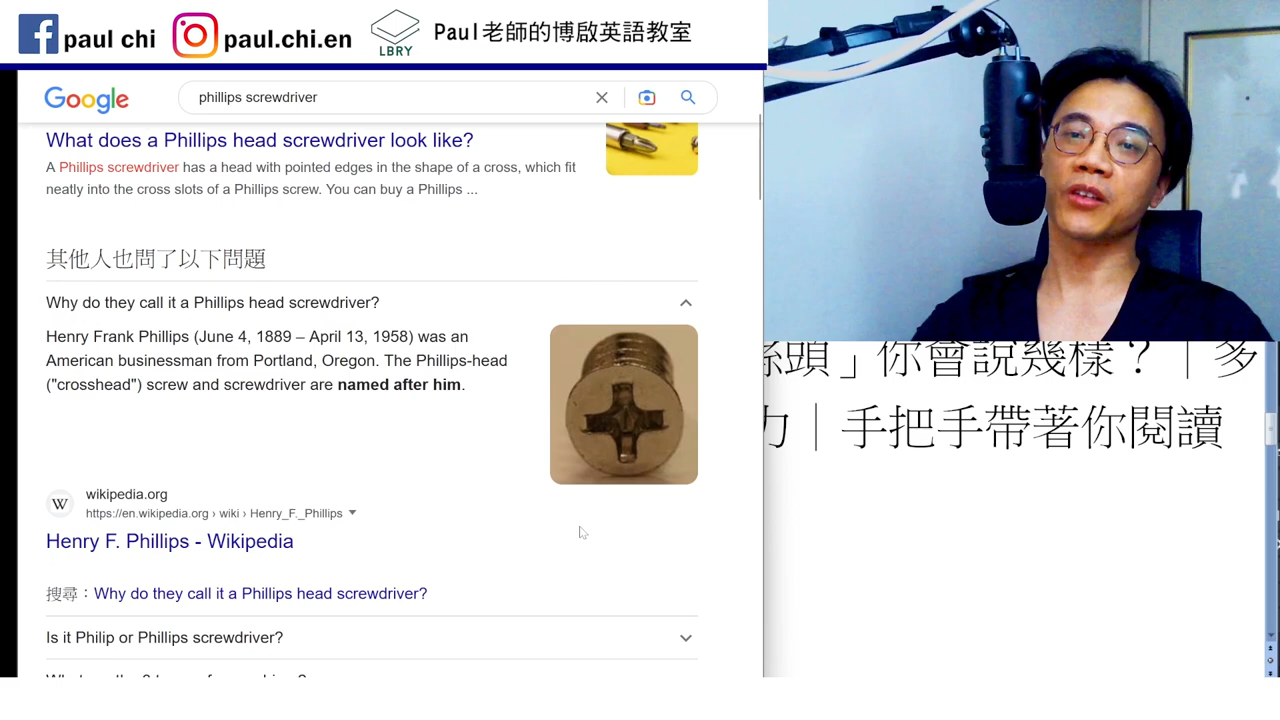 paul chi
paul.chi.en
LBRY
Paul老師的博啟英語教室
Google
phillips screwdriver
What does a Phillips head screwdriver look like?
A Phillips screwdriver has a head with pointed edges in the shape of a cross, which fit
neatly into the cross slots of a Phillips screw. You can buy a Phillips ...
其他人也問了以下問題
Why do they call it a Phillips head screwdriver?
Henry Frank Phillips (June 4, 1889 – April 13, 1958) was an
American businessman from Portland, Oregon. The Phillips-head
("crosshead") screw and screwdriver are named after him.
W
wikipedia.org
https://en.wikipedia.org › wiki › Henry_F._Phillips
Henry F. Phillips - Wikipedia
搜尋：Why do they call it a Phillips head screwdriver?
Is it Philip or Phillips screwdriver?
絲頭」你會說幾樣？｜多
力｜手把手帶著你閱讀